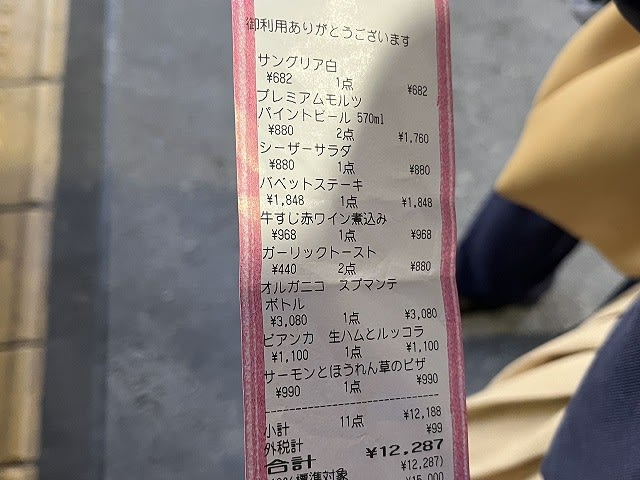 御利用ありがとうございます
サングリア白
¥682 1点 ¥682
プレミアムモルツ
パイントビール 570ml
¥880 2点 ¥1,760
シーザーサラダ
¥880 1点 ¥880
バベットステーキ
¥1,848 1点 ¥1,848
牛すじ赤ワイン煮込み
¥968 1点 ¥968
ガーリックトースト
¥440 2点 ¥880
オルガニコ スプマンテ
ボトル
¥3,080 1点 ¥3,080
ビアンカ 生ハムとルッコラ
¥1,100 1点 ¥1,100
サーモンとほうれん草のピザ
¥990 1点 ¥990
小計 11点 ¥12,188
外税計 ¥99
合計 ¥12,287
標準対象 ¥12,287)
¥15,000